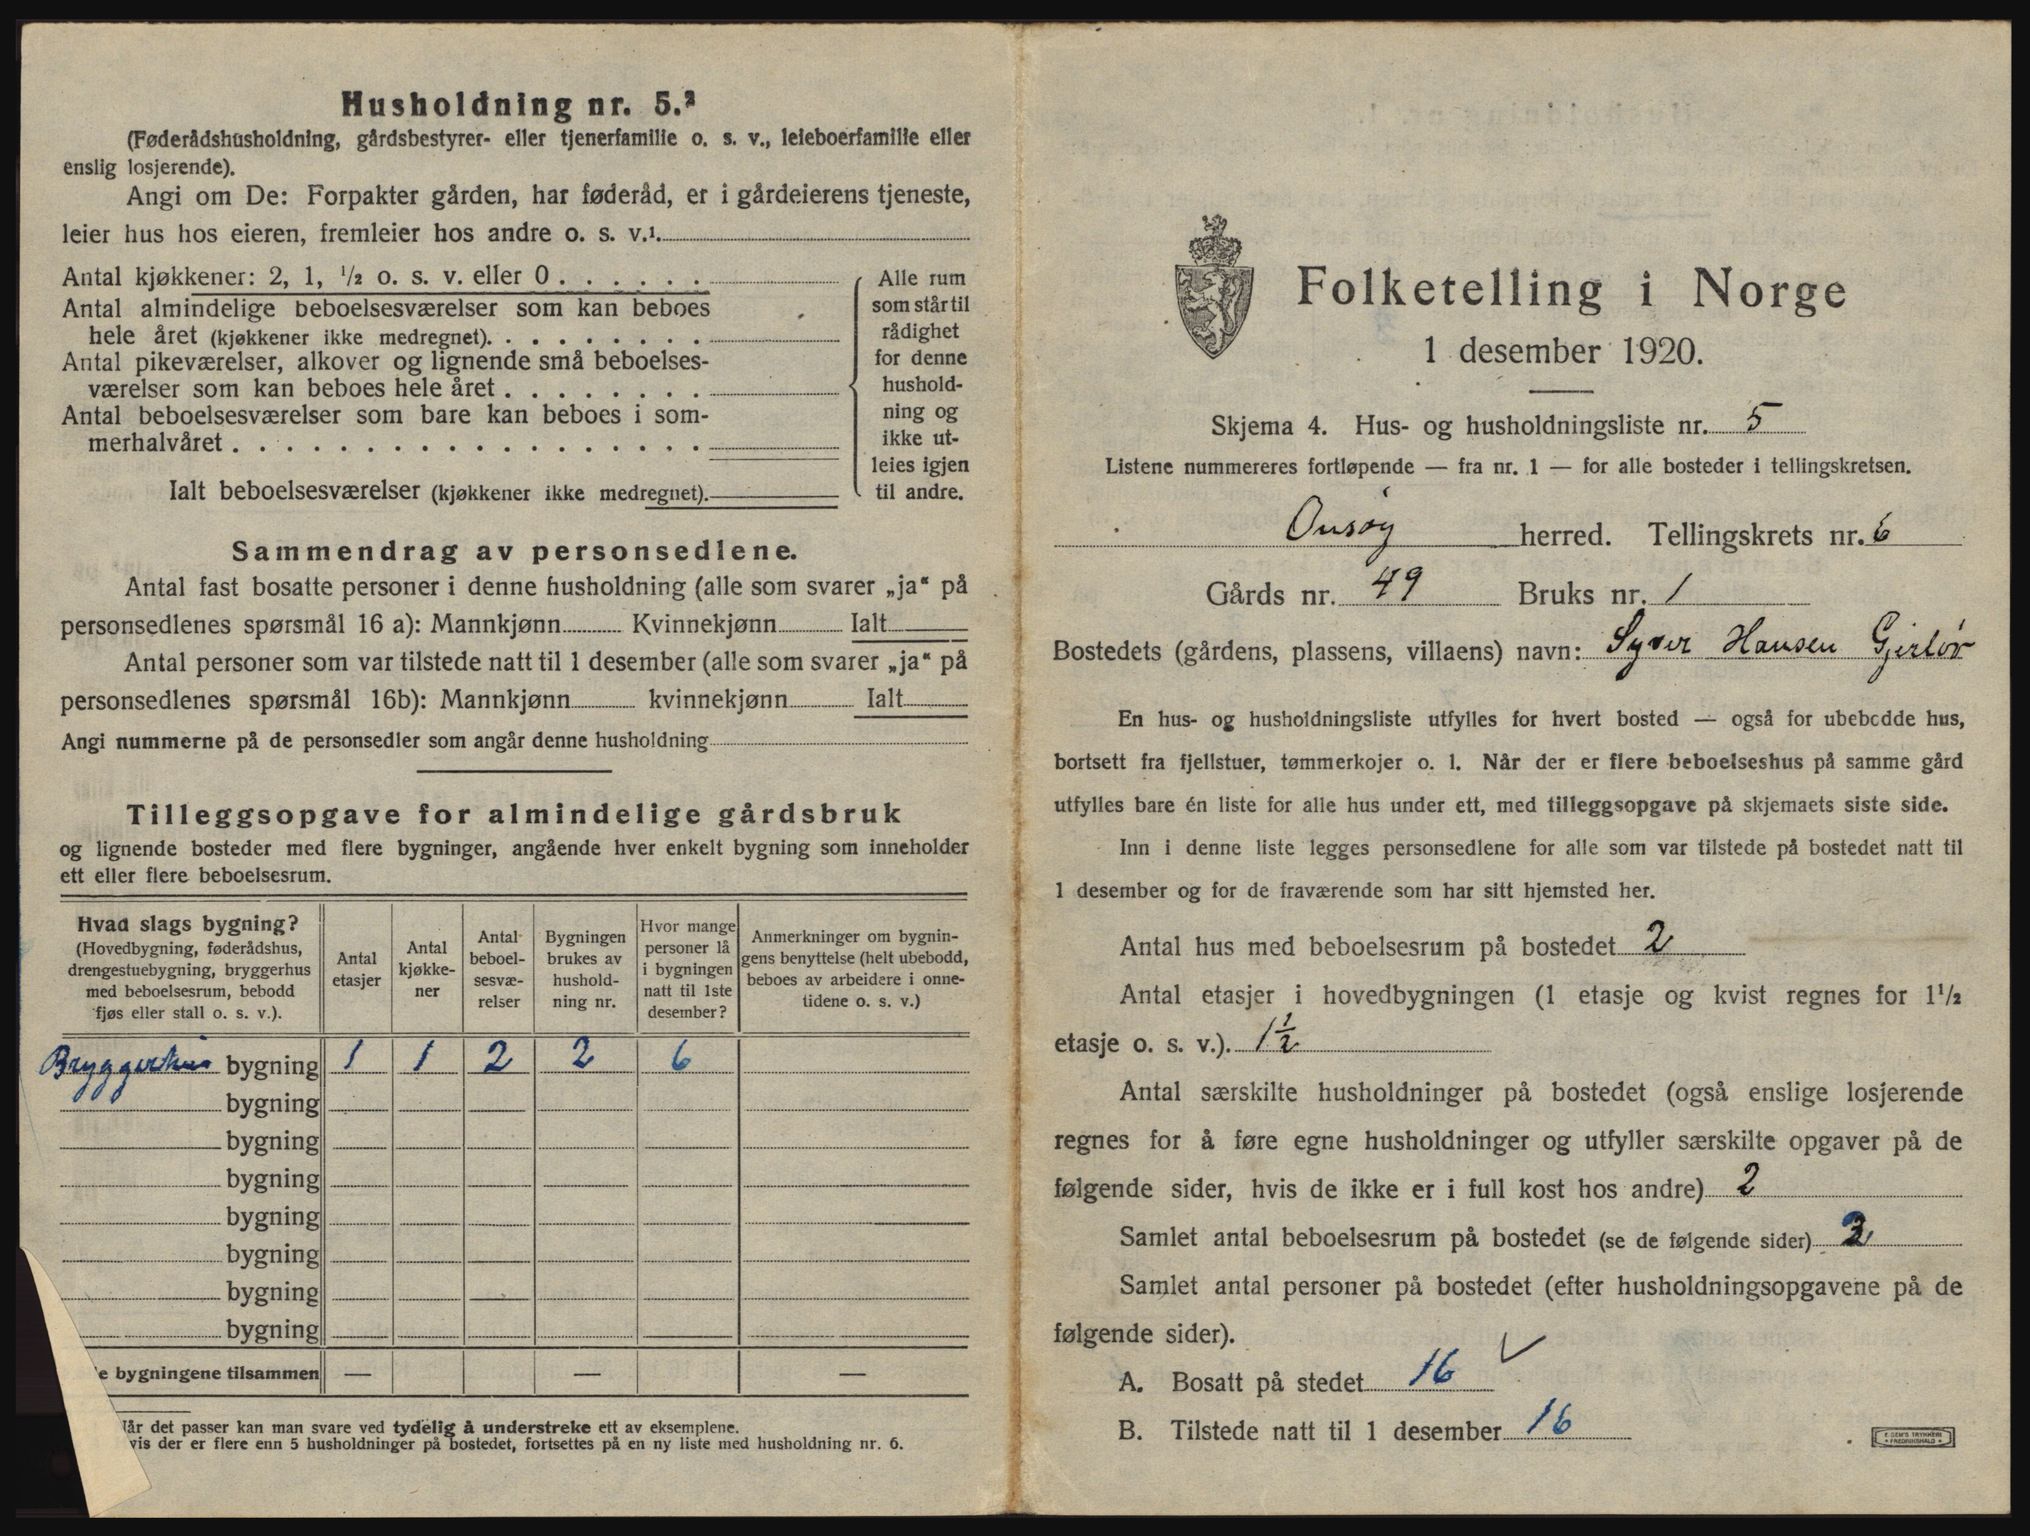 Husholdning nr. 5.²
(Føderådshusholdning, gårdsbestyrer- eller tjenerfamilie o. s. v., leieboerfamilie eller
enslig losjerende).
Angi om De: Forpakter gården, har føderåd, er i gårdeierens tjeneste,
leier hus hos eieren, fremleier hos andre o. s. v.¹
Antal kjøkkener: 2, 1, ½ o. s. v. eller 0 . . . . . .
Antal almindelige beboelsesværelser som kan beboes
hele året (kjøkkener ikke medregnet). . . . . . . . .
Antal pikeværelser, alkover og lignende små beboelses-
værelser som kan beboes hele året . . . . . . . .
Antal beboelsesværelser som bare kan beboes i som-
merhalvåret . . . . . . . . . . . . . . . . . .
Ialt beboelsesværelser (kjøkkener ikke medregnet).
Alle rum
som står til
rådighet
for denne
hushold-
ning og
ikke ut-
leies igjen
til andre.
Sammendrag av personsedlene.
Antal fast bosatte personer i denne husholdning (alle som svarer „ja“ på
personsedlenes spørsmål 16 a): Mannkjønn Kvinnekjønn Ialt
Antal personer som var tilstede natt til 1 desember (alle som svarer „ja“ på
personsedlenes spørsmål 16b): Mannkjønn kvinnekjønn Ialt
Angi nummerne på de personsedler som angår denne husholdning
Tilleggsopgave for almindelige gårdsbruk
og lignende bosteder med flere bygninger, angående hver enkelt bygning som inneholder
ett eller flere beboelsesrum.
Hvad slags bygning?
(Hovedbygning, føderådshus,
drengestuebygning, bryggerhus
med beboelsesrum, bebodd
fjøs eller stall o. s. v.).
Antal
etasjer
Antal
kjøkke-
ner
Antal
beboel-
sesvæ-
relser
Bygningen
brukes av
hushold-
ning nr.
Hvor mange
personer lå
i bygningen
natt til 1ste
desember?
Anmerkninger om bygnin-
gens benyttelse (helt ubebodd,
beboes av arbeidere i onne-
tidene o. s. v.)
Bryggerhus bygning 1 1 2 2 6
bygning
bygning
bygning
bygning
bygning
bygning
bygning
e bygningene tilsammen — — —
Når det passer kan man svare ved tydelig å understreke ett av eksemplene.
vis der er flere enn 5 husholdninger på bostedet, fortsettes på en ny liste med husholdning nr. 6.
Folketelling i Norge
1 desember 1920.
Skjema 4. Hus- og husholdningsliste nr. 5
Listene nummereres fortløpende — fra nr. 1 — for alle bosteder i tellingskretsen.
Onsøy herred. Tellingskrets nr. 6
Gårds nr. 49 Bruks nr. 1
Bostedets (gårdens, plassens, villaens) navn: Syver Hansen Gjerløv
En hus- og husholdningsliste utfylles for hvert bosted — også for ubebodde hus,
bortsett fra fjellstuer, tømmerkojer o. l. Når der er flere beboelseshus på samme gård
utfylles bare én liste for alle hus under ett, med tilleggsopgave på skjemaets siste side.
Inn i denne liste legges personsedlene for alle som var tilstede på bostedet natt til
1 desember og for de fraværende som har sitt hjemsted her.
Antal hus med beboelsesrum på bostedet 2
Antal etasjer i hovedbygningen (1 etasje og kvist regnes for 1½
etasje o. s. v.). 1½
Antal særskilte husholdninger på bostedet (også enslige losjerende
regnes for å føre egne husholdninger og utfyller særskilte opgaver på de
følgende sider, hvis de ikke er i full kost hos andre) 2
Samlet antal beboelsesrum på bostedet (se de følgende sider)
Samlet antal personer på bostedet (efter husholdningsopgavene på de
følgende sider).
A. Bosatt på stedet 16 ✓
B. Tilstede natt til 1 desember 16